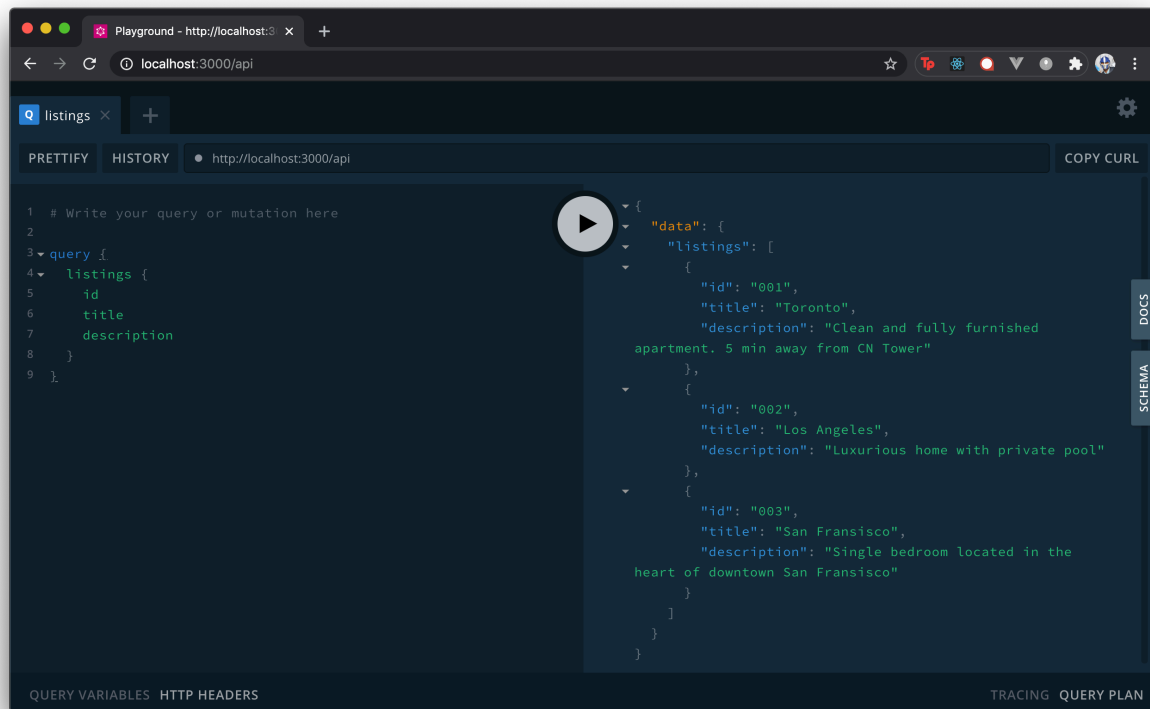 Playground - http://localhost:3
localhost:3000/api
Tp
Q listings
PRETTIFY HISTORY http://localhost:3000/api COPY CURL
1 # Write your query or mutation here
2
3 query {
4 listings {
5 id
6 title
7 description
8 }
9 }
{
"data": {
"listings": [
{
"id": "001",
"title": "Toronto",
"description": "Clean and fully furnished
apartment. 5 min away from CN Tower"
},
{
"id": "002",
"title": "Los Angeles",
"description": "Luxurious home with private pool"
},
{
"id": "003",
"title": "San Fransisco",
"description": "Single bedroom located in the
heart of downtown San Fransisco"
}
]
}
}
DOCS
SCHEMA
QUERY VARIABLES HTTP HEADERS
TRACING QUERY PLAN